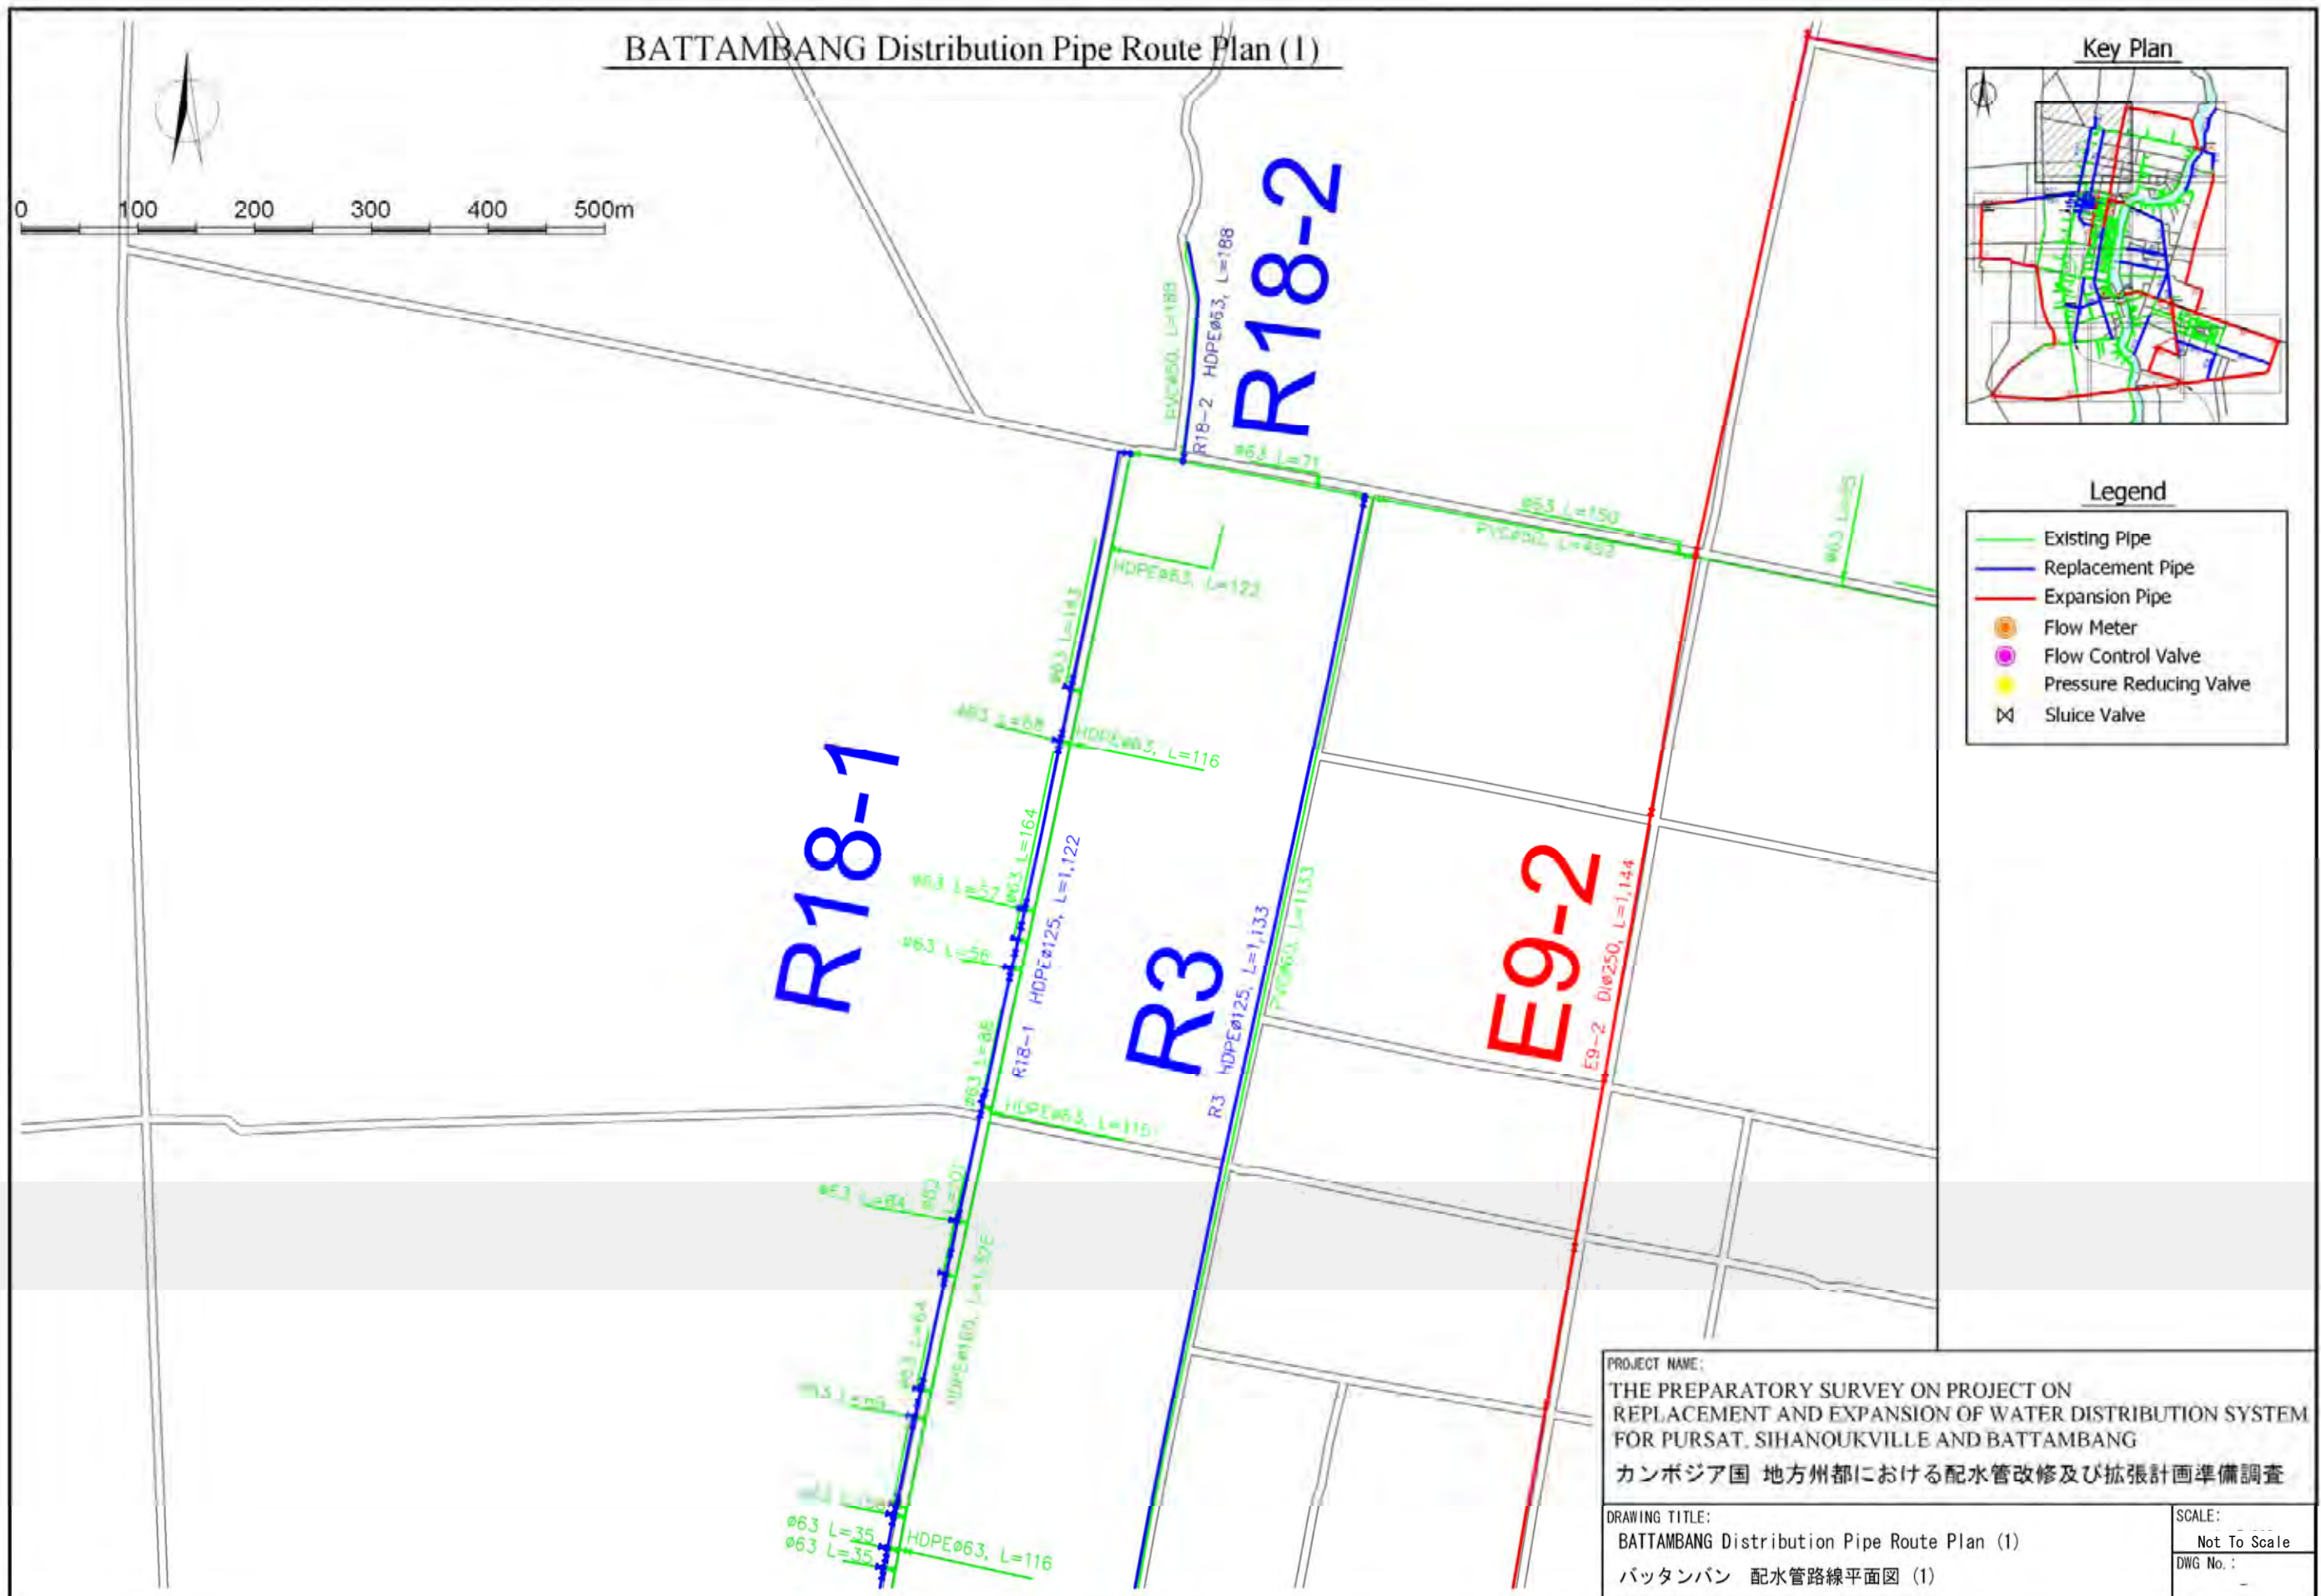 BATTAMBANG Distribution Pipe Route Plan (1)
0 100 200 300 400 500m
R18-2
R18-2 HDPEø63, L=188
ø63 L=71
ø63 L=150
HDPEø63, L=122
ø63 L=68
HDPEø63, L=116
ø63 L=164
ø63 L=57
ø63 L=56
R18-1
R18-1 HDPEø125, L=1,122
R3
R3 HDPEø125, L=1,133
PVCø60, L=1133
E9-2
E9-2 DIø250, L=1,144
HDPEø63,
ø63 L=64
ø63 L=64
ø63 L=35
ø63 L=35
HDPEø63, L=116
Key Plan
Legend
Existing Pipe
Replacement Pipe
Expansion Pipe
Flow Meter
Flow Control Valve
Pressure Reducing Valve
Sluice Valve
PROJECT NAME:
THE PREPARATORY SURVEY ON PROJECT ON
REPLACEMENT AND EXPANSION OF WATER DISTRIBUTION SYSTEM
FOR PURSAT, SIHANOUKVILLE AND BATTAMBANG
カンボジア国 地方州都における配水管改修及び拡張計画準備調査
DRAWING TITLE:
BATTAMBANG Distribution Pipe Route Plan (1)
バッタンバン 配水管路線平面図 (1)
SCALE:
Not To Scale
DWG No.:
-